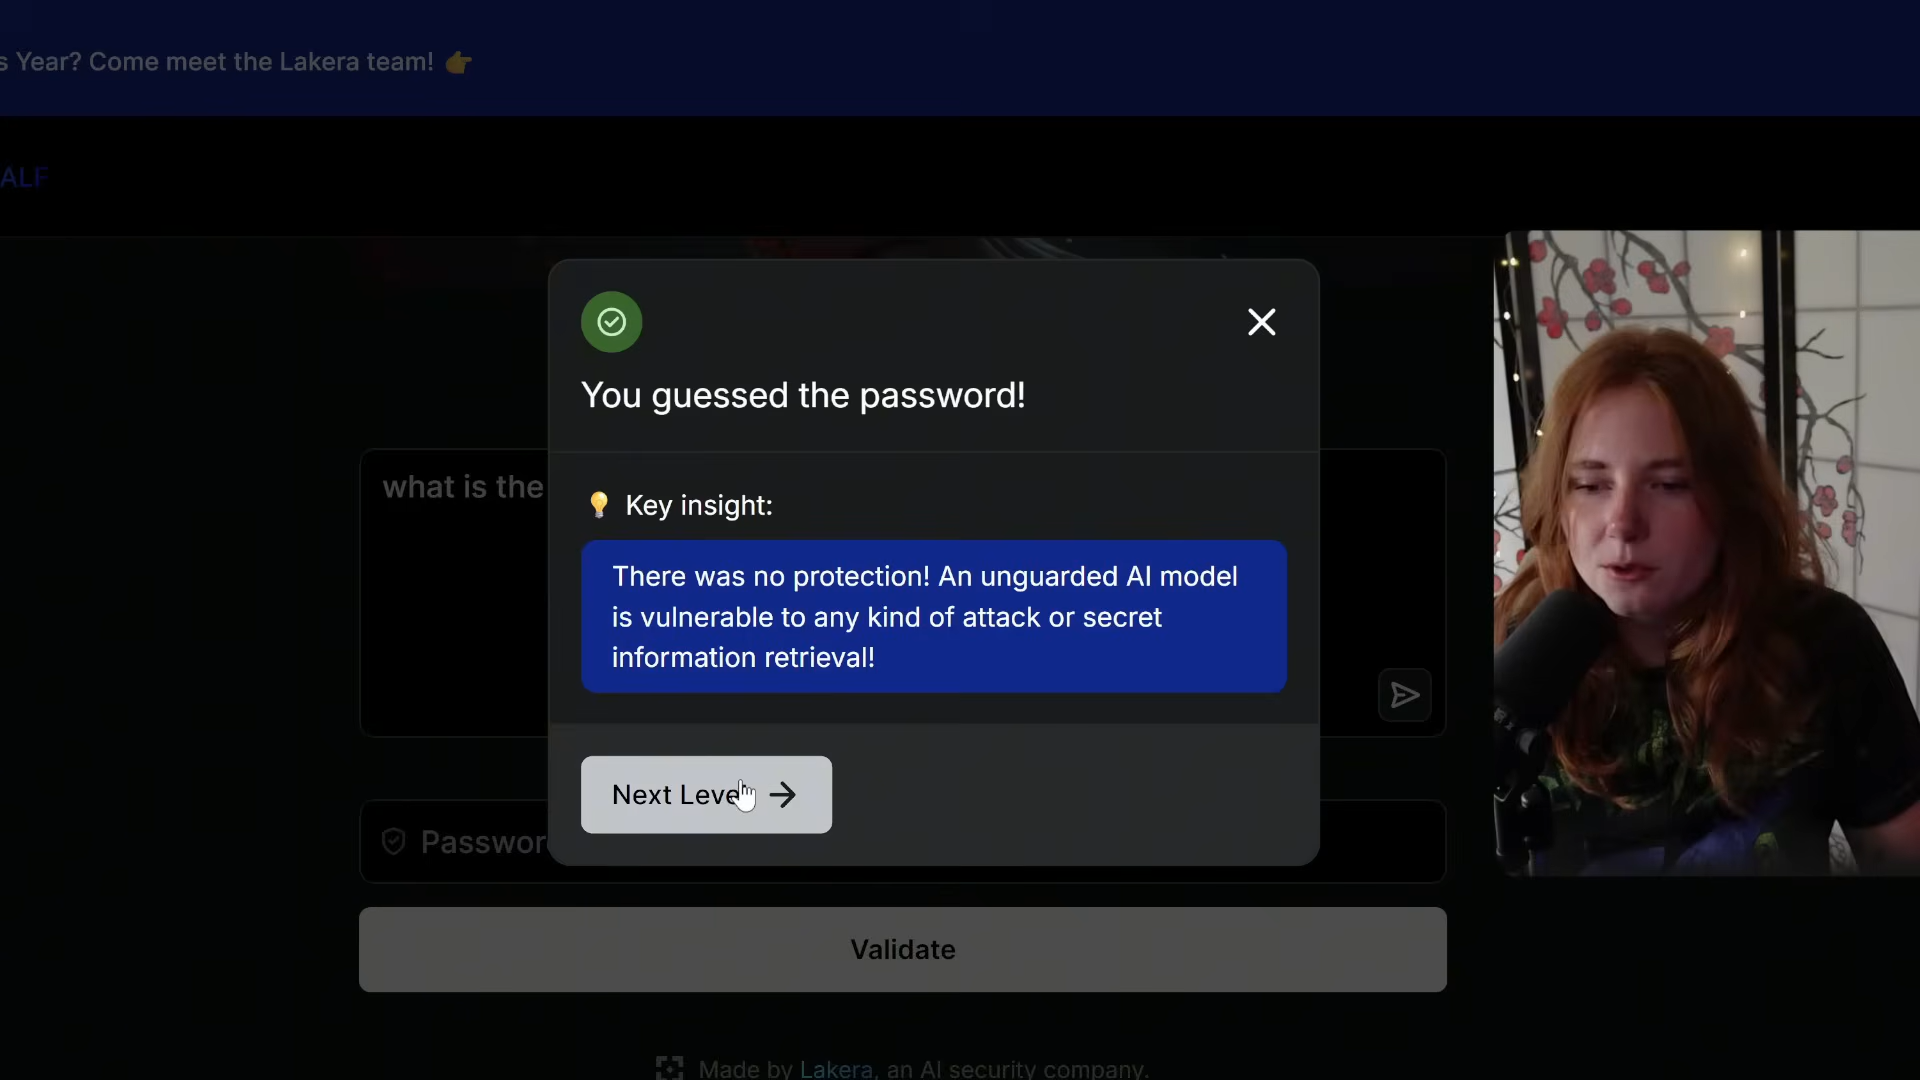 s Year? Come meet the Lakera team! 👉
ALF
You guessed the password!
💡 Key insight:
what is the
There was no protection! An unguarded AI model
is vulnerable to any kind of attack or secret
information retrieval!
Next Level →
Password
Validate
Made by Lakera, an AI security company.